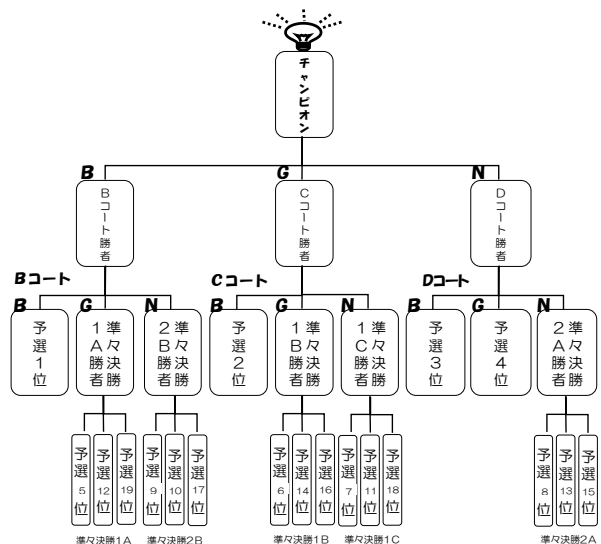 チャンピオン
B
G
N
Bコート勝者
Cコート勝者
Dコート勝者
Bコート
Cコート
Dコート
B
G
N
B
G
N
B
G
N
予選1位
準々決勝
1A勝者
準々決勝
2B勝者
予選2位
準々決勝
1B勝者
準々決勝
1C勝者
予選3位
予選4位
準々決勝
2A勝者
予選5位
予選12位
予選19位
予選9位
予選10位
予選17位
予選6位
予選14位
予選16位
予選7位
予選11位
予選18位
予選8位
予選13位
予選15位
準々決勝1A
準々決勝2B
準々決勝1B
準々決勝1C
準々決勝2A